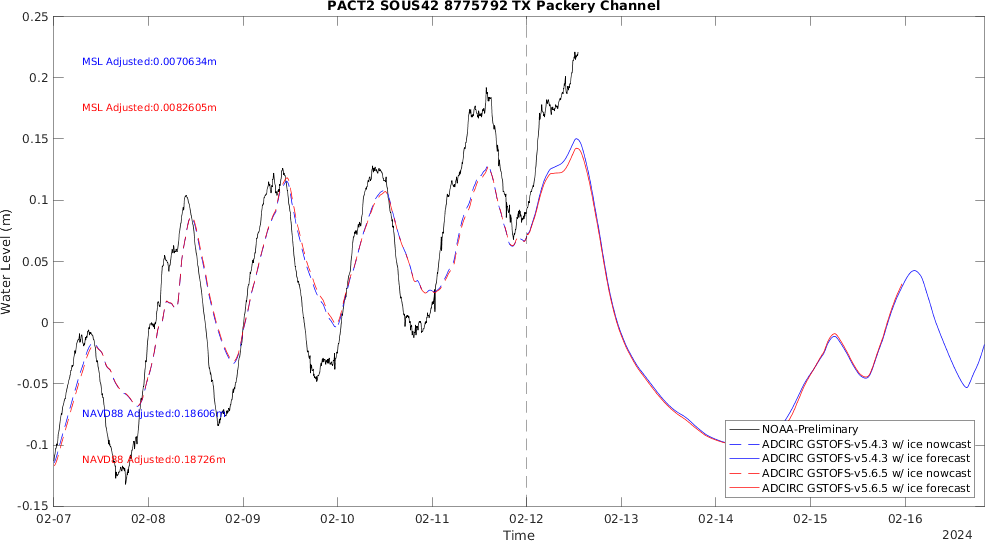 PACT2 SOUS42 8775792 TX Packery Channel
0.25
0.2
0.15
0.1
0.05
0
-0.05
-0.1
-0.15
Water Level (m)
MSL Adjusted:0.0070634m
MSL Adjusted:0.0082605m
NAVD88 Adjusted:0.18606m
NAVD88 Adjusted:0.18726m
NOAA-Preliminary
ADCIRC GSTOFS-v5.4.3 w/ ice nowcast
ADCIRC GSTOFS-v5.4.3 w/ ice forecast
ADCIRC GSTOFS-v5.6.5 w/ ice nowcast
ADCIRC GSTOFS-v5.6.5 w/ ice forecast
02-07 02-08 02-09 02-10 02-11 02-12 02-13 02-14 02-15 02-16
Time
2024